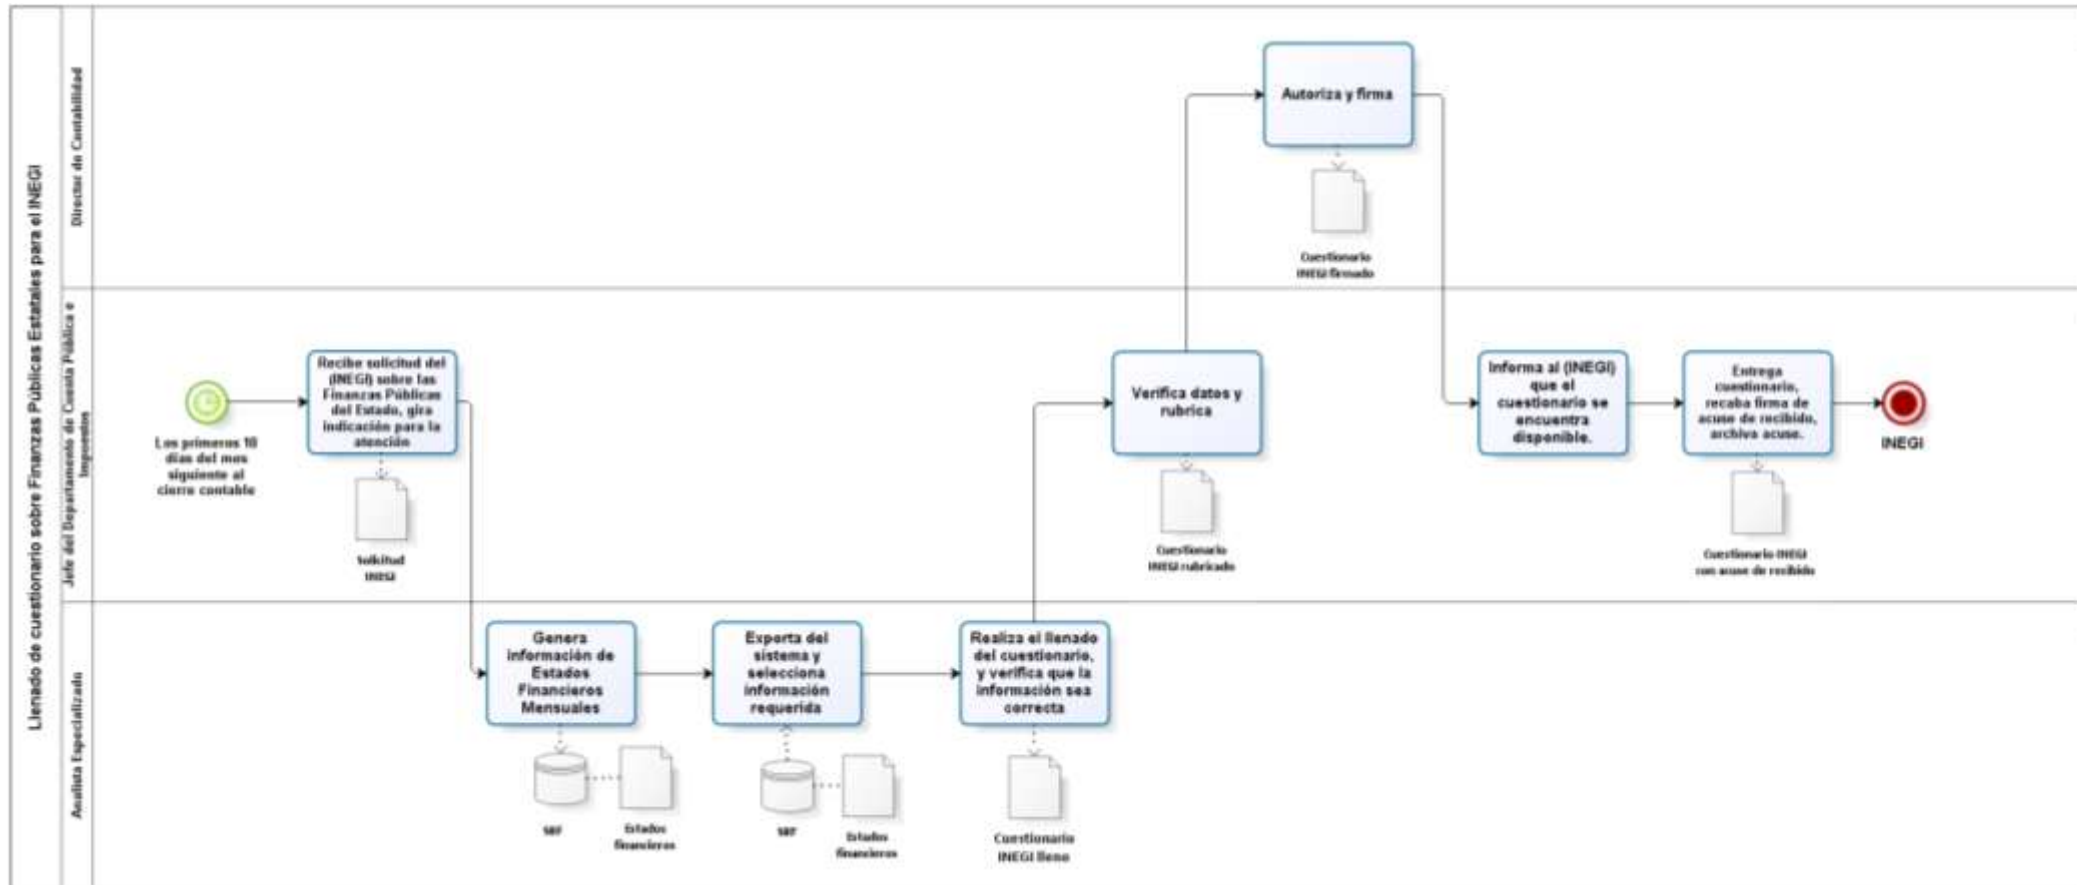 Llenado de cuestionario sobre Finanzas Públicas Estatales para el INEGI
Director de Contabilidad
Autoriza y firma
Cuestionario
INEGI firmado
Jefe del Departamento de Cuenta Pública e
Impuestos
Los primeros 10
días del mes
siguiente al
cierre contable
Recibe solicitud del
(INEGI) sobre las
Finanzas Públicas
del Estado, gira
indicación para la
atención
Solicitud
INEGI
Verifica datos y
rubrica
Cuestionario
INEGI rubricado
Informa al (INEGI)
que el
cuestionario se
encuentra
disponible.
Entrega
cuestionario,
recaba firma de
acuse de recibido,
archiva acuse.
Cuestionario INEGI
con acuse de recibido
INEGI
Analista Especializado
Genera
información de
Estados
Financieros
Mensuales
Estados
financieros
Exporta del
sistema y
selecciona
información
requerida
Estados
financieros
Realiza el llenado
del cuestionario,
y verifica que la
información sea
correcta
Cuestionario
INEGI lleno